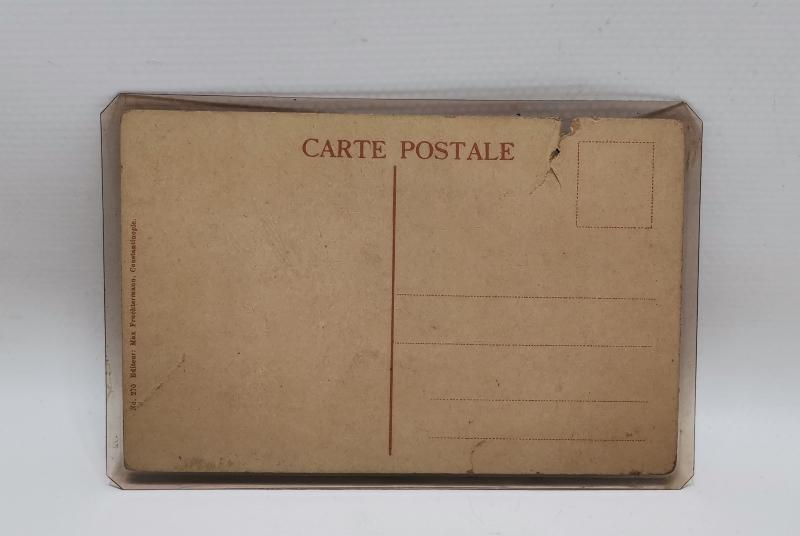 CARTE POSTALE
No. 270 Editeur: Max Fruchtermann, Constantinople.